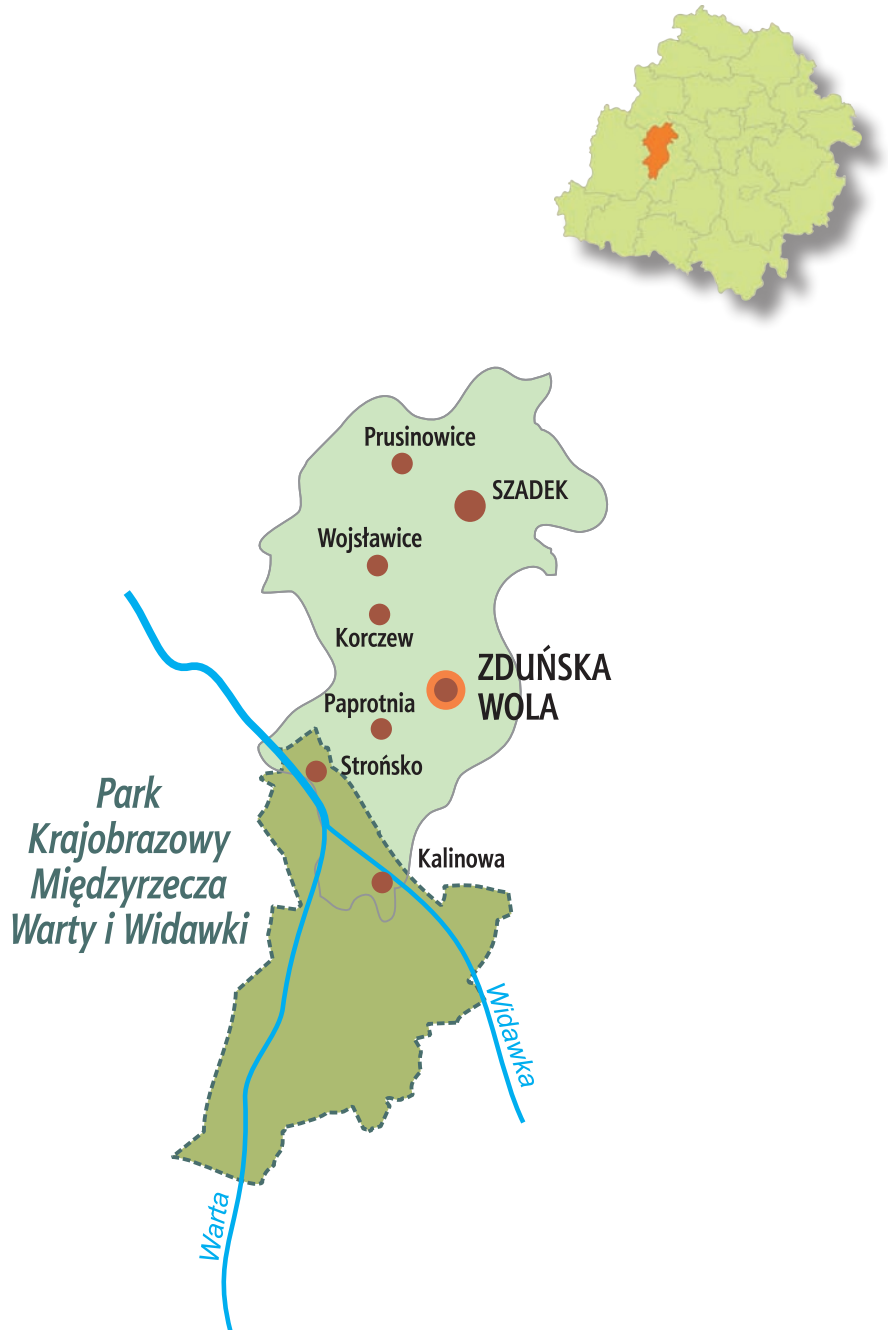 Prusinowice
SZADEK
Wojsławice
Korczew
ZDUŃSKA
WOLA
Paprotnia
Strońsko
Park
Krajobrazowy
Międzyrzecza
Warty i Widawki
Kalinowa
Widawka
Warta